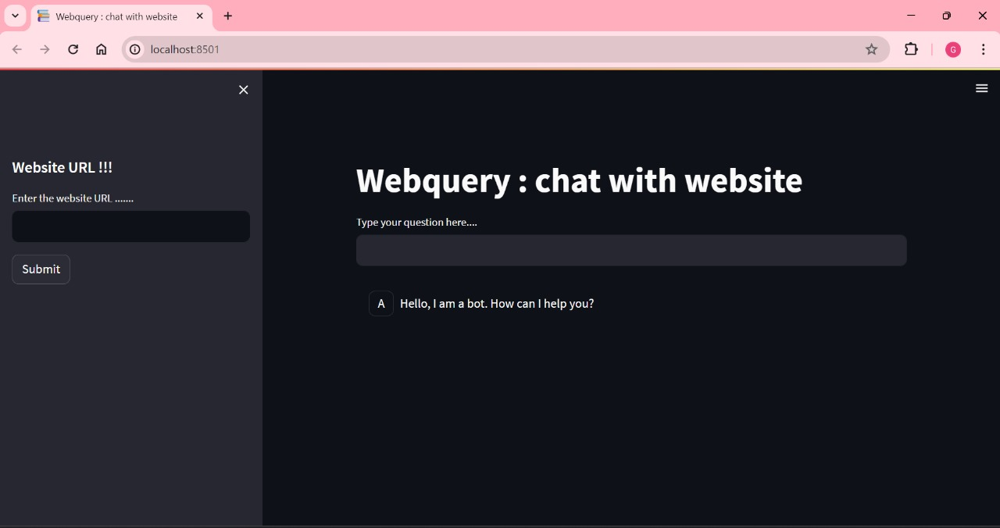 Webquery : chat with website
localhost:8501
G
Website URL !!!
Enter the website URL .......
Submit
Webquery : chat with website
Type your question here....
A Hello, I am a bot. How can I help you?